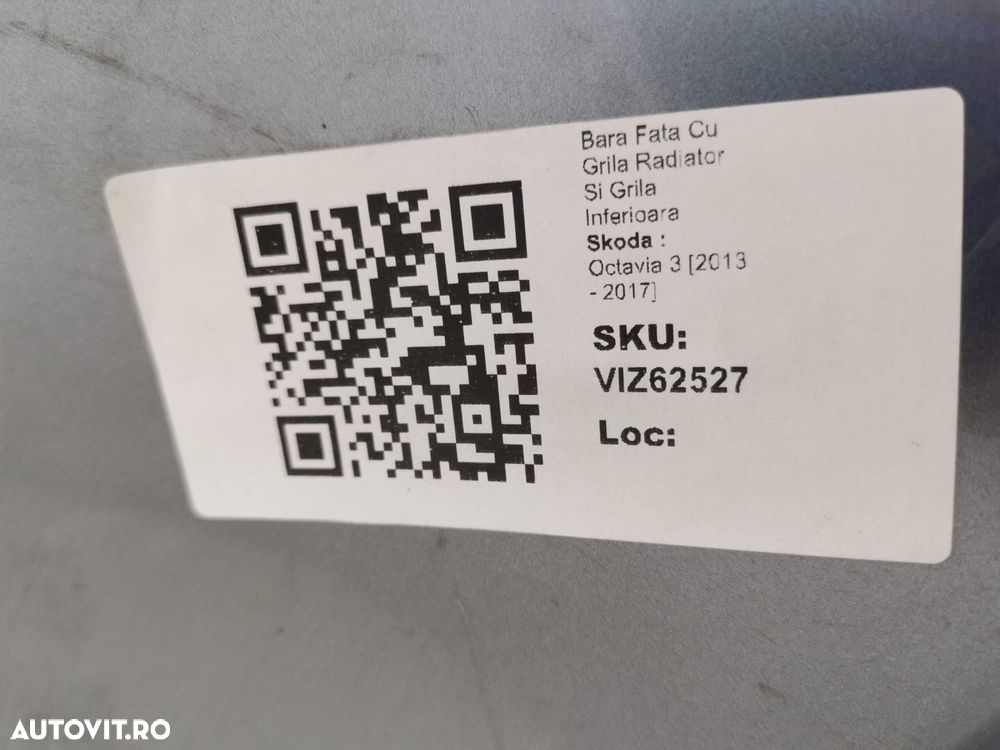 Bara Fata Cu
Grila Radiator
Si Grila
Inferioara
Skoda :
Octavia 3 [2013
- 2017]
SKU:
VIZ62527
Loc:
AUTOVIT.RO